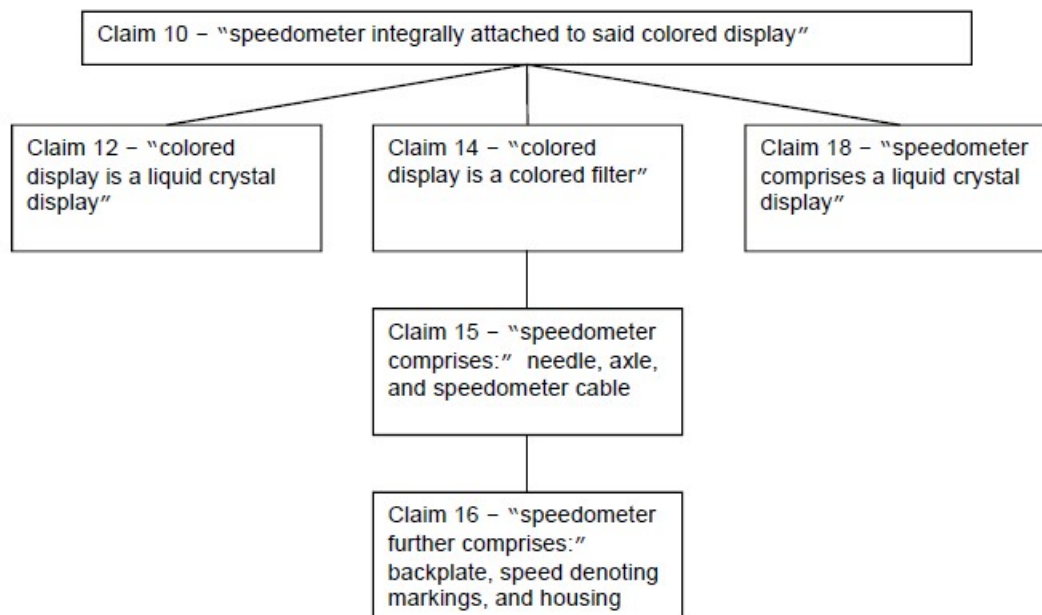 Claim 10 – “speedometer integrally attached to said colored display”
Claim 12 – “colored
display is a liquid crystal
display”
Claim 14 – “colored
display is a colored filter”
Claim 18 – “speedometer
comprises a liquid crystal
display”
Claim 15 – “speedometer
comprises:” needle, axle,
and speedometer cable
Claim 16 – “speedometer
further comprises:”
backplate, speed denoting
markings, and housing